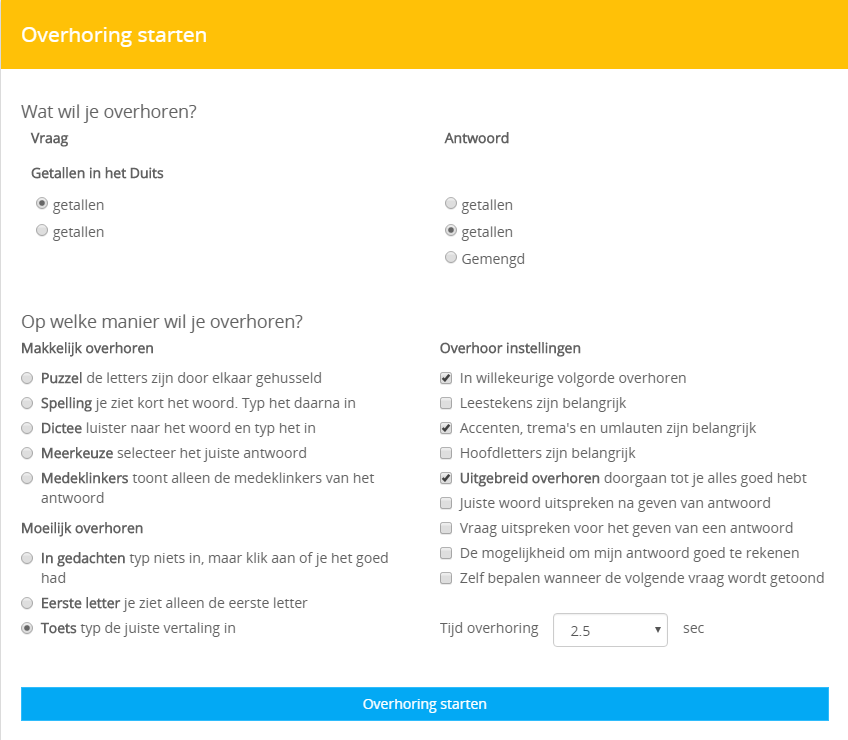 Overhoring starten
Wat wil je overhoren?
Vraag
Antwoord
Getallen in het Duits
getallen
getallen
getallen
getallen
Gemengd
Op welke manier wil je overhoren?
Makkelijk overhoren
Puzzel de letters zijn door elkaar gehusseld
Spelling je ziet kort het woord. Typ het daarna in
Dictee luister naar het woord en typ het in
Meerkeuze selecteer het juiste antwoord
Medeklinkers toont alleen de medeklinkers van het
antwoord
Moeilijk overhoren
In gedachten typ niets in, maar klik aan of je het goed
had
Eerste letter je ziet alleen de eerste letter
Toets typ de juiste vertaling in
Overhoor instellingen
In willekeurige volgorde overhoren
Leestekens zijn belangrijk
Accenten, trema's en umlauten zijn belangrijk
Hoofdletters zijn belangrijk
Uitgebreid overhoren doorgaan tot je alles goed hebt
Juiste woord uitspreken na geven van antwoord
Vraag uitspreken voor het geven van een antwoord
De mogelijkheid om mijn antwoord goed te rekenen
Zelf bepalen wanneer de volgende vraag wordt getoond
Tijd overhoring 2.5 sec
Overhoring starten